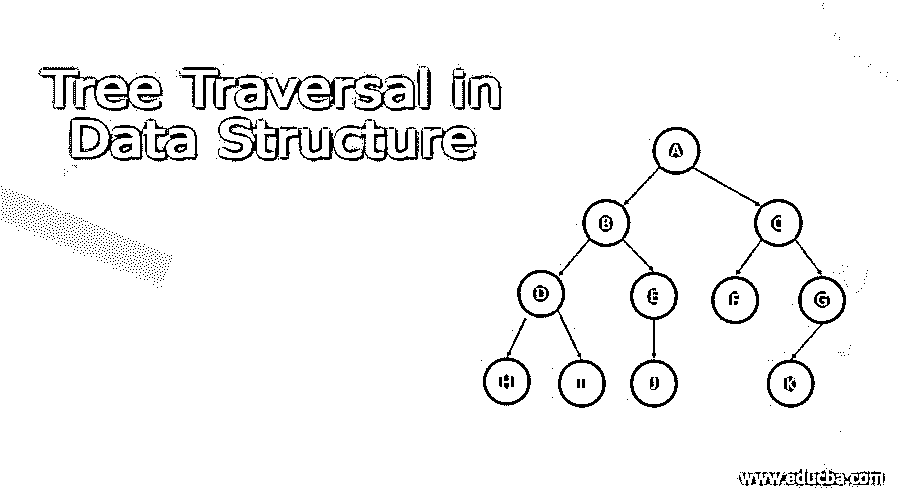 Tree Traversal in
Data Structure
A
B
C
D
E
F
G
H
I
J
K
www.educba.com